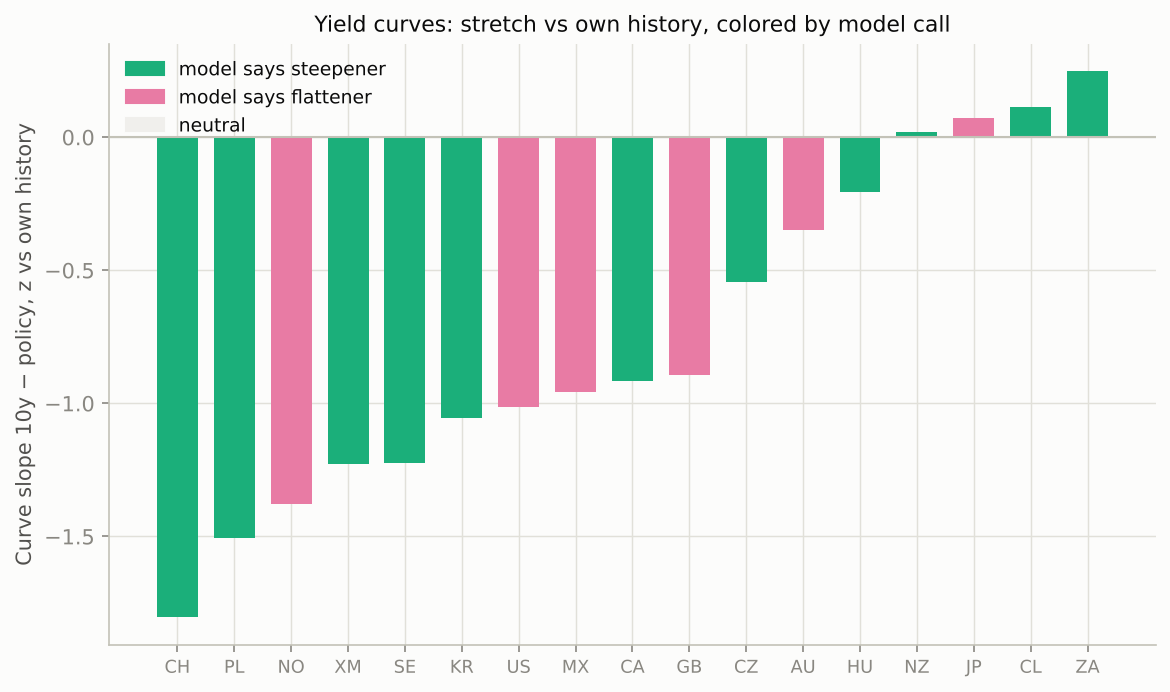 Yield curves: stretch vs own history, colored by model call
model says steepener
model says flattener
neutral
Curve slope 10y − policy, z vs own history
0.0
−0.5
−1.0
−1.5
CH PL NO XM SE KR US MX CA GB CZ AU HU NZ JP CL ZA